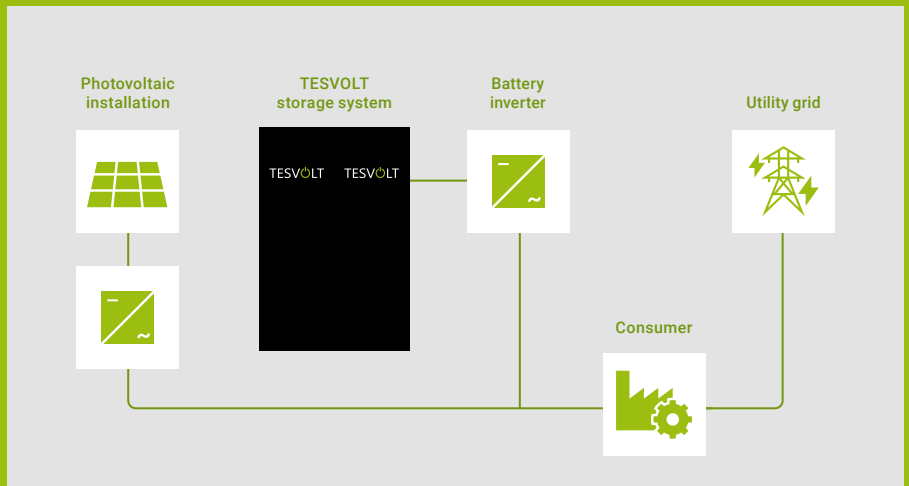 Photovoltaic
installation
TESVOLT
storage system
Battery
inverter
Utility grid
TESVOLT TESVOLT
Consumer